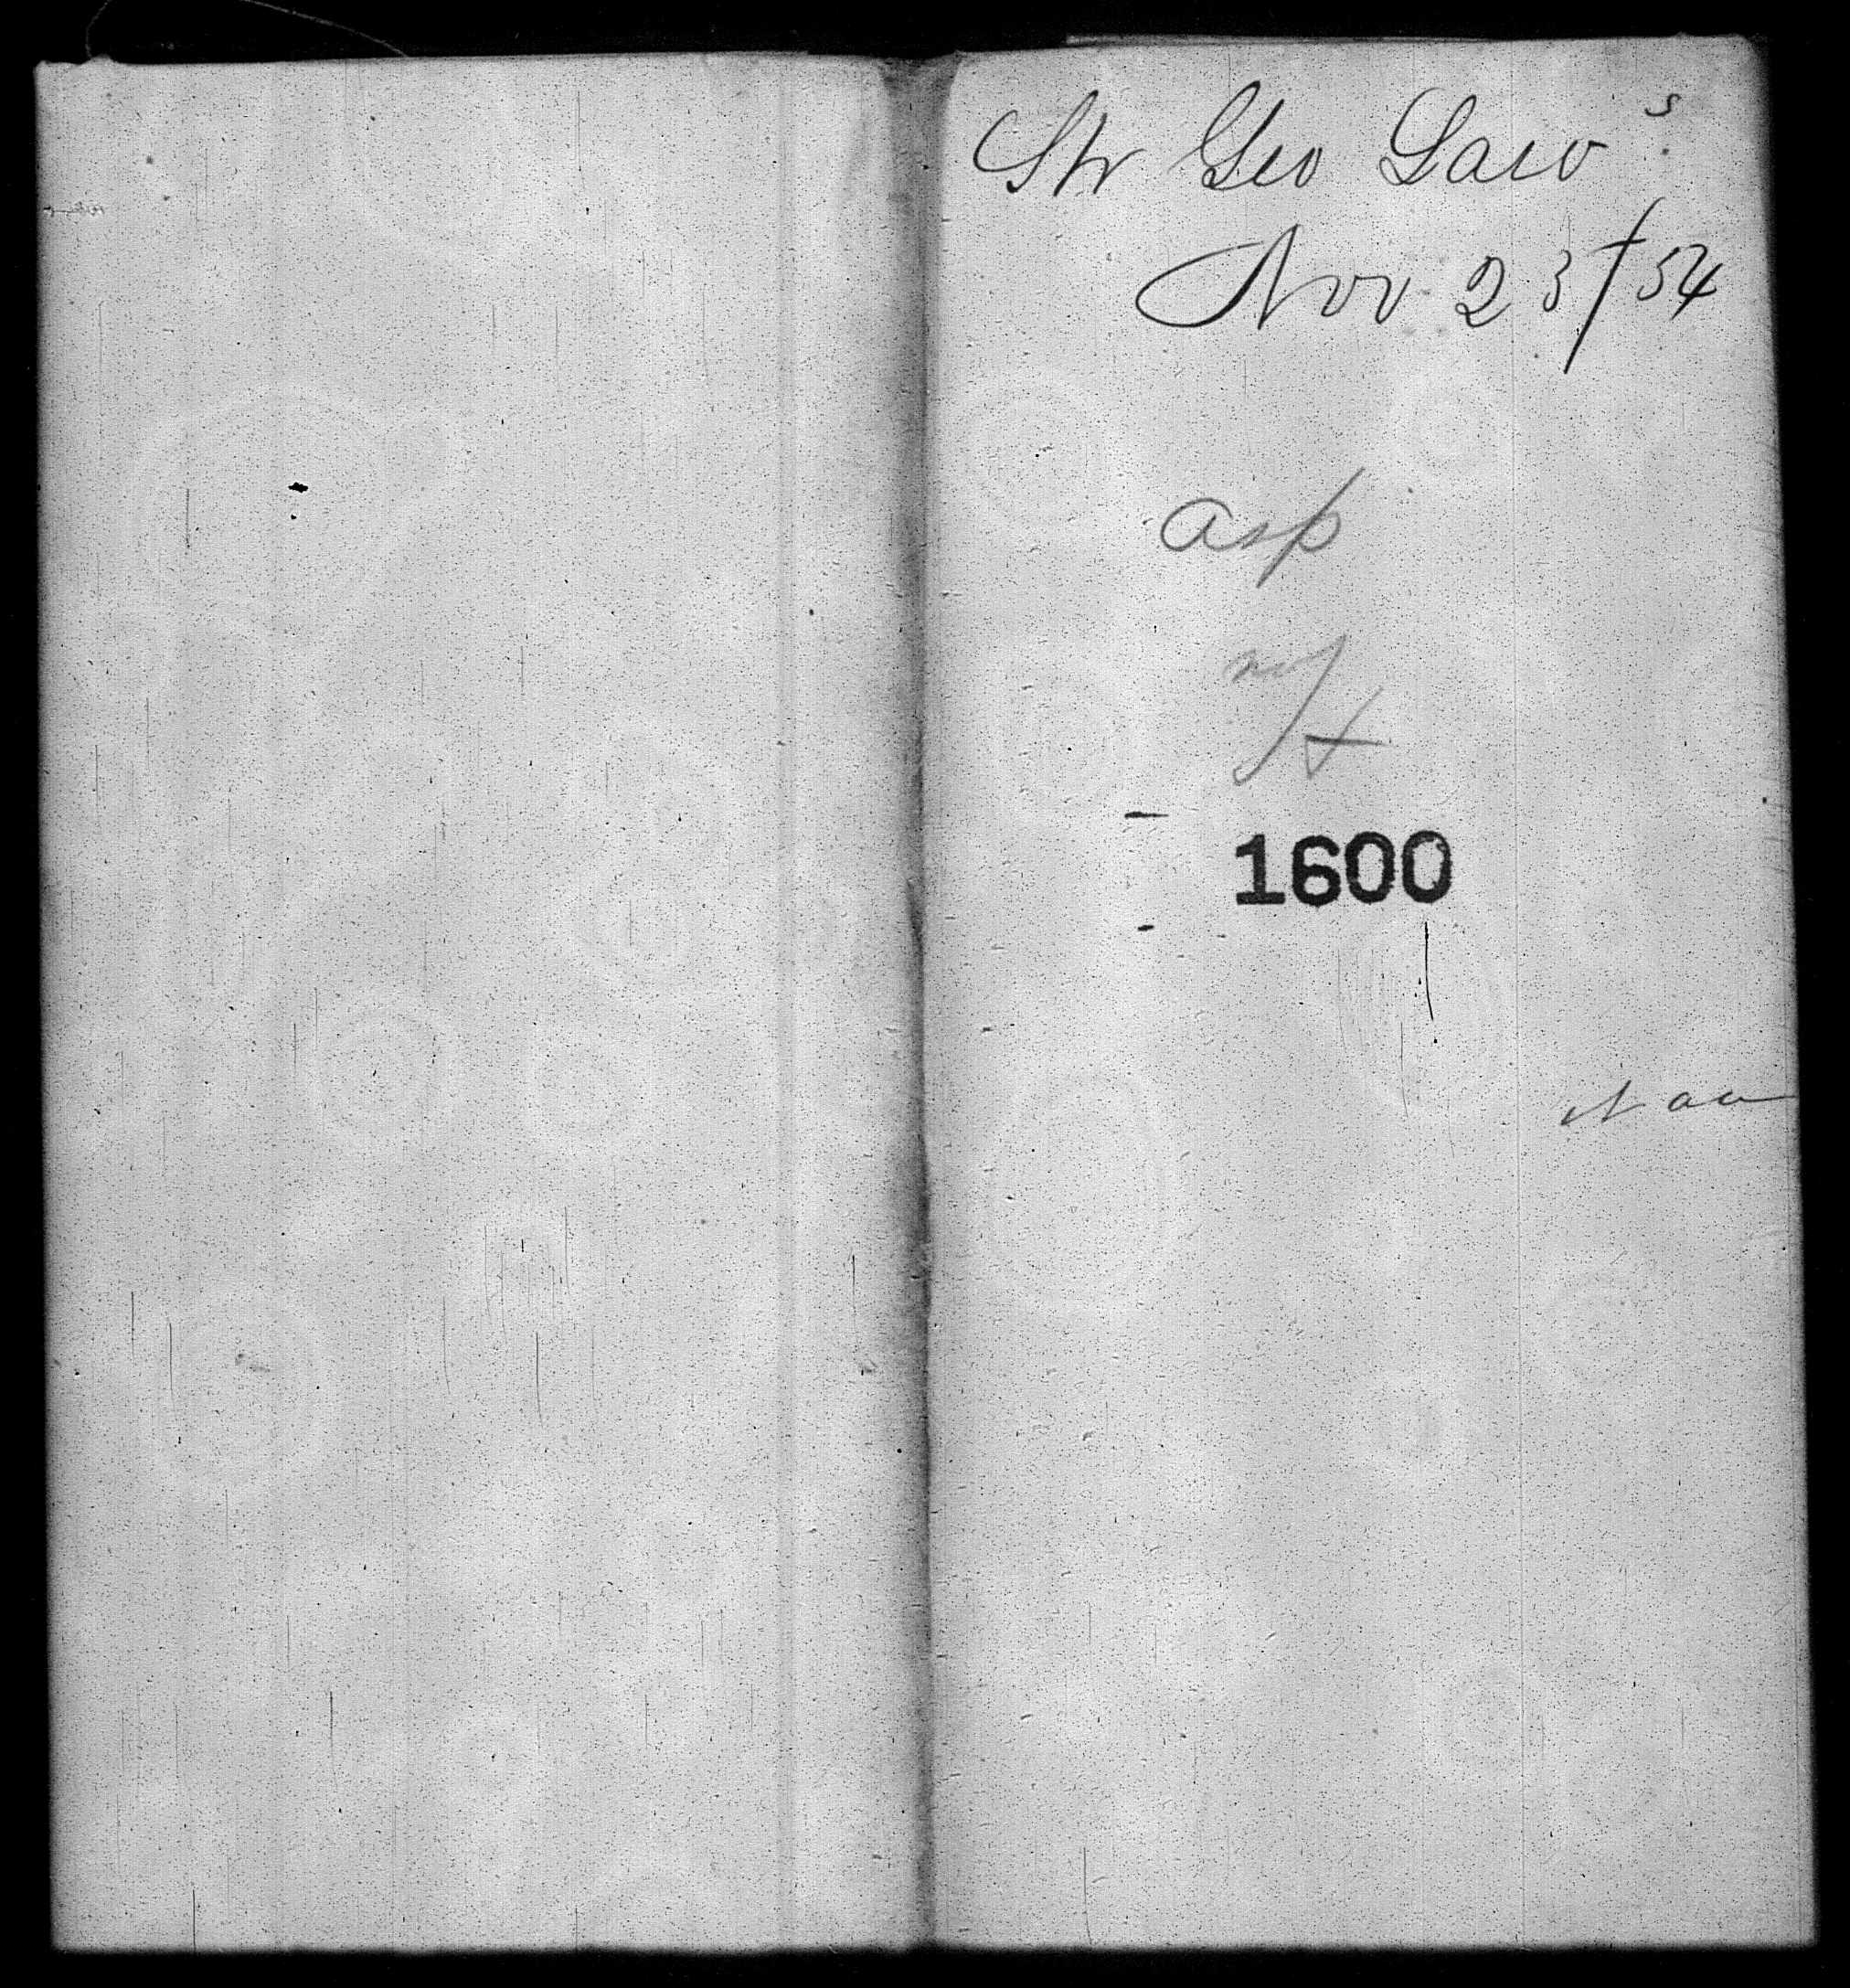 Str Geo Law s
Nov 23/54
asp
1600